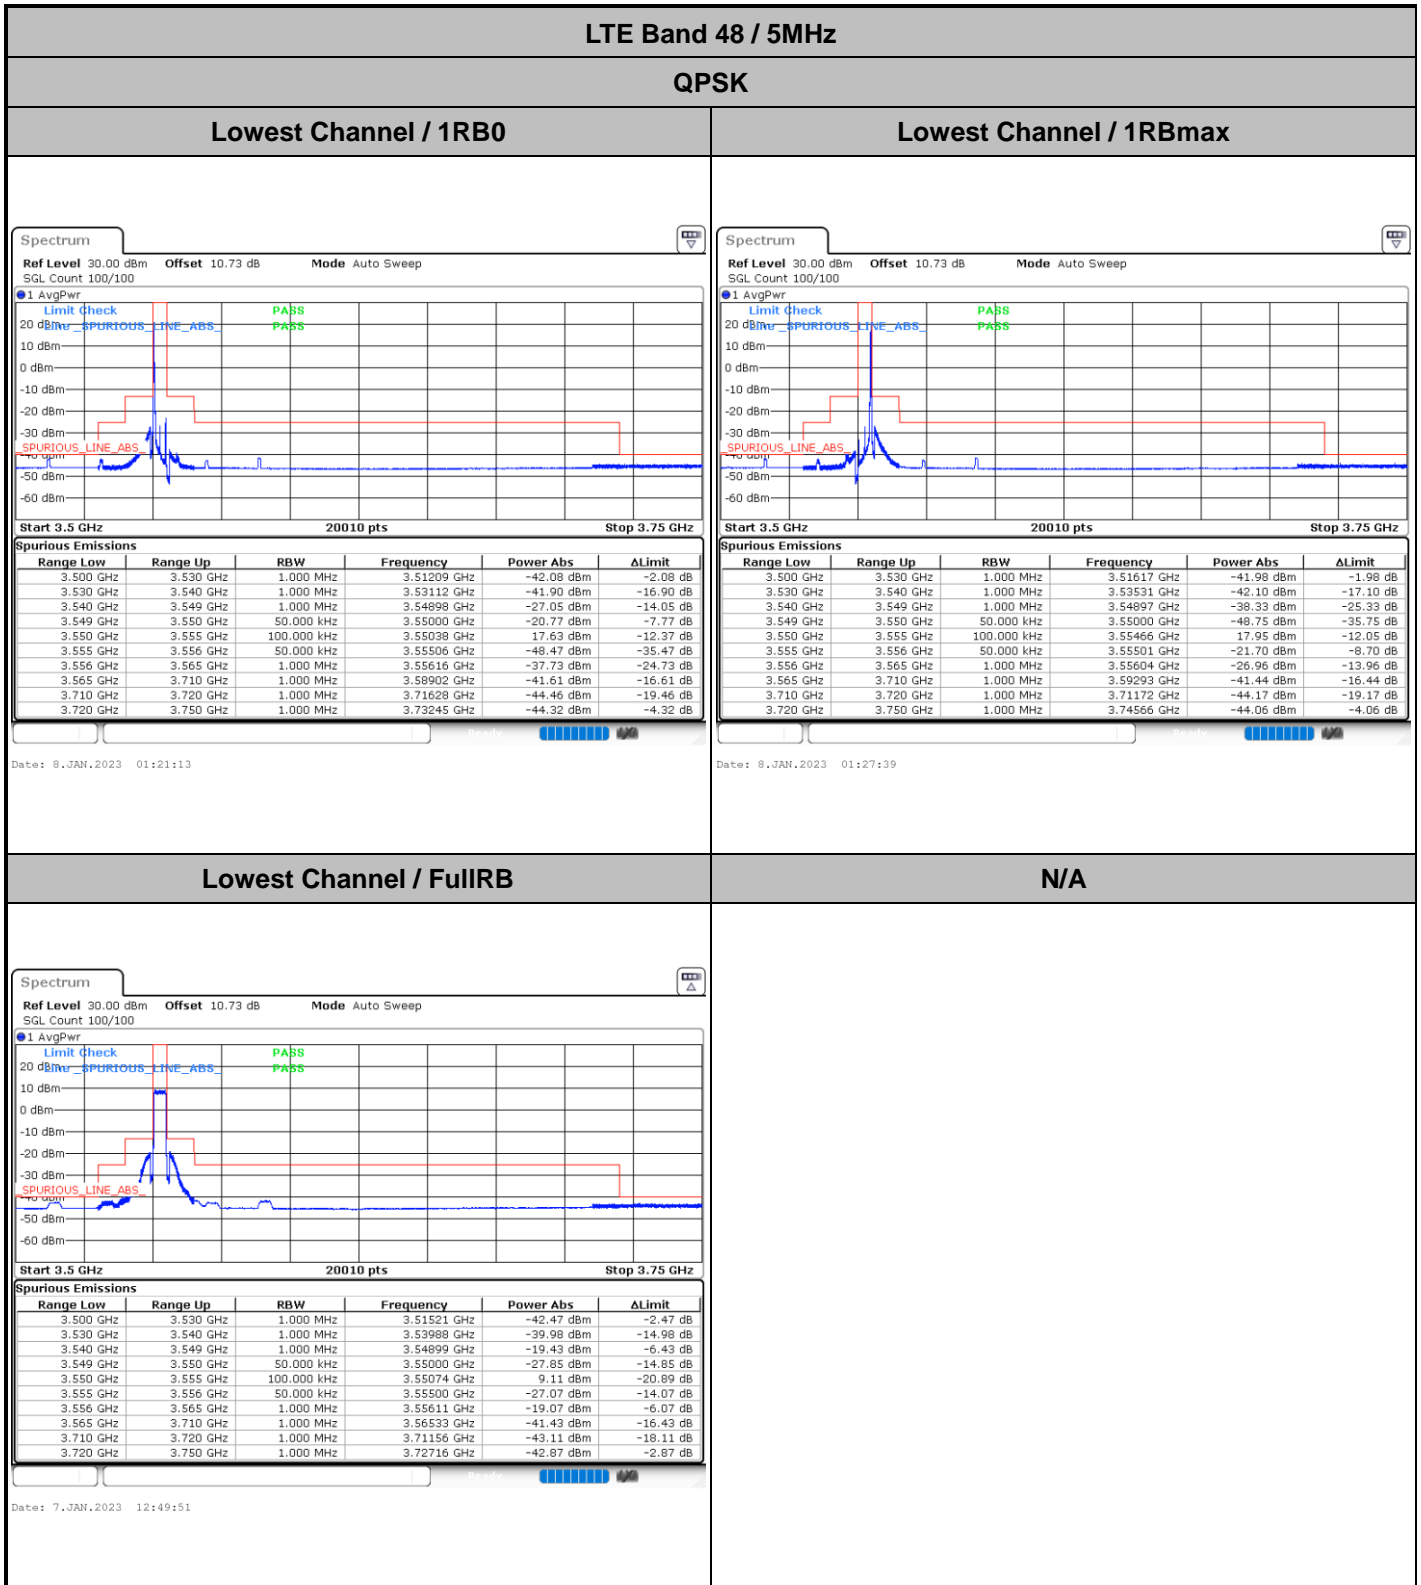 LTE Band 48 / 5MHz
QPSK
Lowest Channel / 1RB0
Lowest Channel / 1RBmax
Spectrum
Ref Level 30.00 dBm Offset 10.73 dB Mode Auto Sweep
SGL Count 100/100
1 AvgPwr
Limit Check PASS
Line _SPURIOUS_LINE_ABS_ PASS
20 dBm
10 dBm
0 dBm
-10 dBm
-20 dBm
-30 dBm
_SPURIOUS_LINE_ABS_
-40 dBm
-50 dBm
-60 dBm
Start 3.5 GHz 20010 pts Stop 3.75 GHz
Spurious Emissions
Range Low Range Up RBW Frequency Power Abs ΔLimit
3.500 GHz 3.530 GHz 1.000 MHz 3.51209 GHz -42.08 dBm -2.08 dB
3.530 GHz 3.540 GHz 1.000 MHz 3.53112 GHz -41.90 dBm -16.90 dB
3.540 GHz 3.549 GHz 1.000 MHz 3.54898 GHz -27.05 dBm -14.05 dB
3.549 GHz 3.550 GHz 50.000 kHz 3.55000 GHz -20.77 dBm -7.77 dB
3.550 GHz 3.555 GHz 100.000 kHz 3.55038 GHz 17.63 dBm -12.37 dB
3.555 GHz 3.556 GHz 50.000 kHz 3.55506 GHz -48.47 dBm -35.47 dB
3.556 GHz 3.565 GHz 1.000 MHz 3.55616 GHz -37.73 dBm -24.73 dB
3.565 GHz 3.710 GHz 1.000 MHz 3.58902 GHz -41.61 dBm -16.61 dB
3.710 GHz 3.720 GHz 1.000 MHz 3.71628 GHz -44.46 dBm -19.46 dB
3.720 GHz 3.750 GHz 1.000 MHz 3.73245 GHz -44.32 dBm -4.32 dB
Ready
Date: 8.JAN.2023 01:21:13
Spectrum
Ref Level 30.00 dBm Offset 10.73 dB Mode Auto Sweep
SGL Count 100/100
1 AvgPwr
Limit Check PASS
Line _SPURIOUS_LINE_ABS_ PASS
20 dBm
10 dBm
0 dBm
-10 dBm
-20 dBm
-30 dBm
_SPURIOUS_LINE_ABS_
-40 dBm
-50 dBm
-60 dBm
Start 3.5 GHz 20010 pts Stop 3.75 GHz
Spurious Emissions
Range Low Range Up RBW Frequency Power Abs ΔLimit
3.500 GHz 3.530 GHz 1.000 MHz 3.51617 GHz -41.98 dBm -1.98 dB
3.530 GHz 3.540 GHz 1.000 MHz 3.53531 GHz -42.10 dBm -17.10 dB
3.540 GHz 3.549 GHz 1.000 MHz 3.54897 GHz -38.33 dBm -25.33 dB
3.549 GHz 3.550 GHz 50.000 kHz 3.55000 GHz -48.75 dBm -35.75 dB
3.550 GHz 3.555 GHz 100.000 kHz 3.55466 GHz 17.95 dBm -12.05 dB
3.555 GHz 3.556 GHz 50.000 kHz 3.55501 GHz -21.70 dBm -8.70 dB
3.556 GHz 3.565 GHz 1.000 MHz 3.55604 GHz -26.96 dBm -13.96 dB
3.565 GHz 3.710 GHz 1.000 MHz 3.59293 GHz -41.44 dBm -16.44 dB
3.710 GHz 3.720 GHz 1.000 MHz 3.71172 GHz -44.17 dBm -19.17 dB
3.720 GHz 3.750 GHz 1.000 MHz 3.74566 GHz -44.06 dBm -4.06 dB
Ready
Date: 8.JAN.2023 01:27:39
Lowest Channel / FullRB
N/A
Spectrum
Ref Level 30.00 dBm Offset 10.73 dB Mode Auto Sweep
SGL Count 100/100
1 AvgPwr
Limit Check PASS
Line _SPURIOUS_LINE_ABS_ PASS
20 dBm
10 dBm
0 dBm
-10 dBm
-20 dBm
-30 dBm
_SPURIOUS_LINE_ABS_
-40 dBm
-50 dBm
-60 dBm
Start 3.5 GHz 20010 pts Stop 3.75 GHz
Spurious Emissions
Range Low Range Up RBW Frequency Power Abs ΔLimit
3.500 GHz 3.530 GHz 1.000 MHz 3.51521 GHz -42.47 dBm -2.47 dB
3.530 GHz 3.540 GHz 1.000 MHz 3.53988 GHz -39.98 dBm -14.98 dB
3.540 GHz 3.549 GHz 1.000 MHz 3.54899 GHz -19.43 dBm -6.43 dB
3.549 GHz 3.550 GHz 50.000 kHz 3.55000 GHz -27.85 dBm -14.85 dB
3.550 GHz 3.555 GHz 100.000 kHz 3.55074 GHz 9.11 dBm -20.89 dB
3.555 GHz 3.556 GHz 50.000 kHz 3.55500 GHz -27.07 dBm -14.07 dB
3.556 GHz 3.565 GHz 1.000 MHz 3.55611 GHz -19.07 dBm -6.07 dB
3.565 GHz 3.710 GHz 1.000 MHz 3.56533 GHz -41.43 dBm -16.43 dB
3.710 GHz 3.720 GHz 1.000 MHz 3.71156 GHz -43.11 dBm -18.11 dB
3.720 GHz 3.750 GHz 1.000 MHz 3.72716 GHz -42.87 dBm -2.87 dB
Ready
Date: 7.JAN.2023 12:49:51